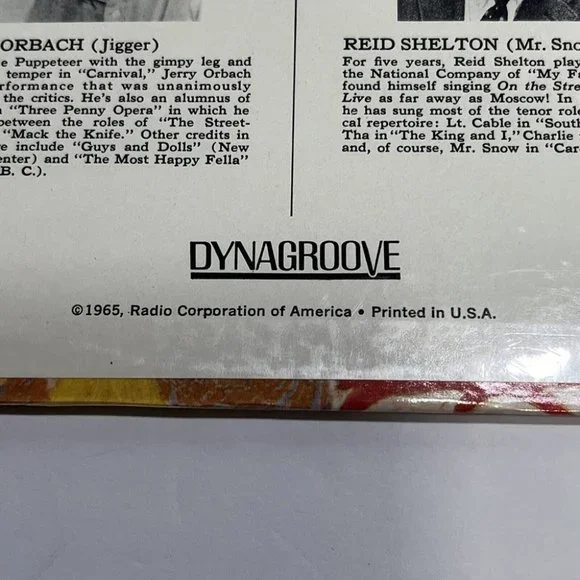 ORBACH (Jigger)
Puppeteer with the gimpy leg and
temper in "Carnival," Jerry Orbach
performance that was unanimously
the critics. He's also an alumnus of
"Three Penny Opera" in which he
between the roles of "The Street-
"Mack the Knife." Other credits in
include "Guys and Dolls" (New
and "The Most Happy Fella"
B. C.).
REID SHELTON (Mr. Snow
For five years, Reid Shelton play
the National Company of "My F
found himself singing On the Stre
Live as far away as Moscow! In
he has sung most of the tenor role
cal repertoire: Lt. Cable in "South
Tha in "The King and I," Charlie
and, of course, Mr. Snow in "Car
DYNAGROOVE
©1965, Radio Corporation of America • Printed in U.S.A.